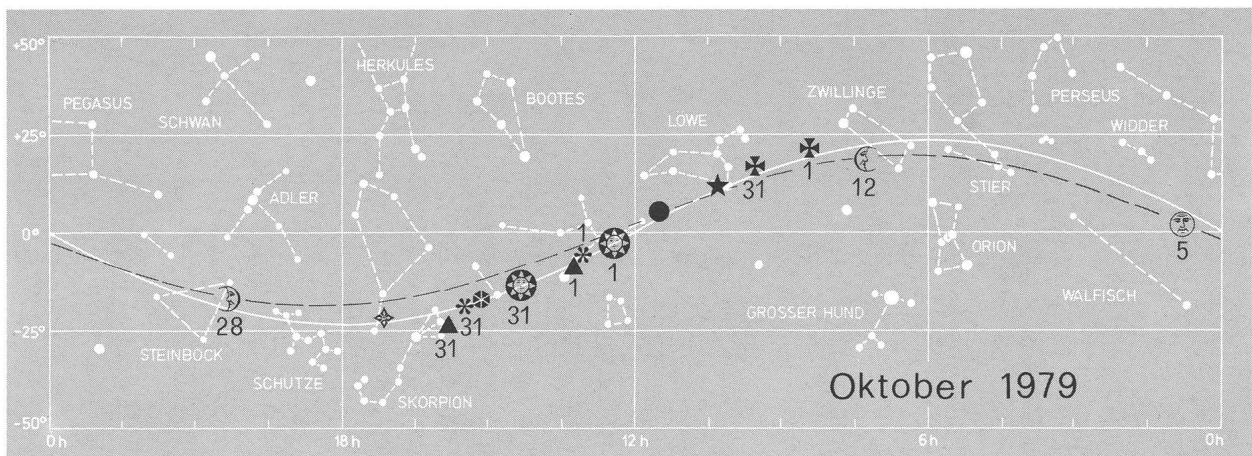 +50°
HERKULES
BOOTES
ZWILLINGE
PERSEUS
PEGASUS
SCHWAN
LÖWE
WIDDER
+25°
31
1
12
STIER
ADLER
0°
1
5
ORION
1
1
28
31
31
GROSSER HUND
WALFISCH
-25°
31
STEINBOCK
SCHÜTZE
SKORPION
Oktober 1979
-50°
0h
18h
12h
6h
0h